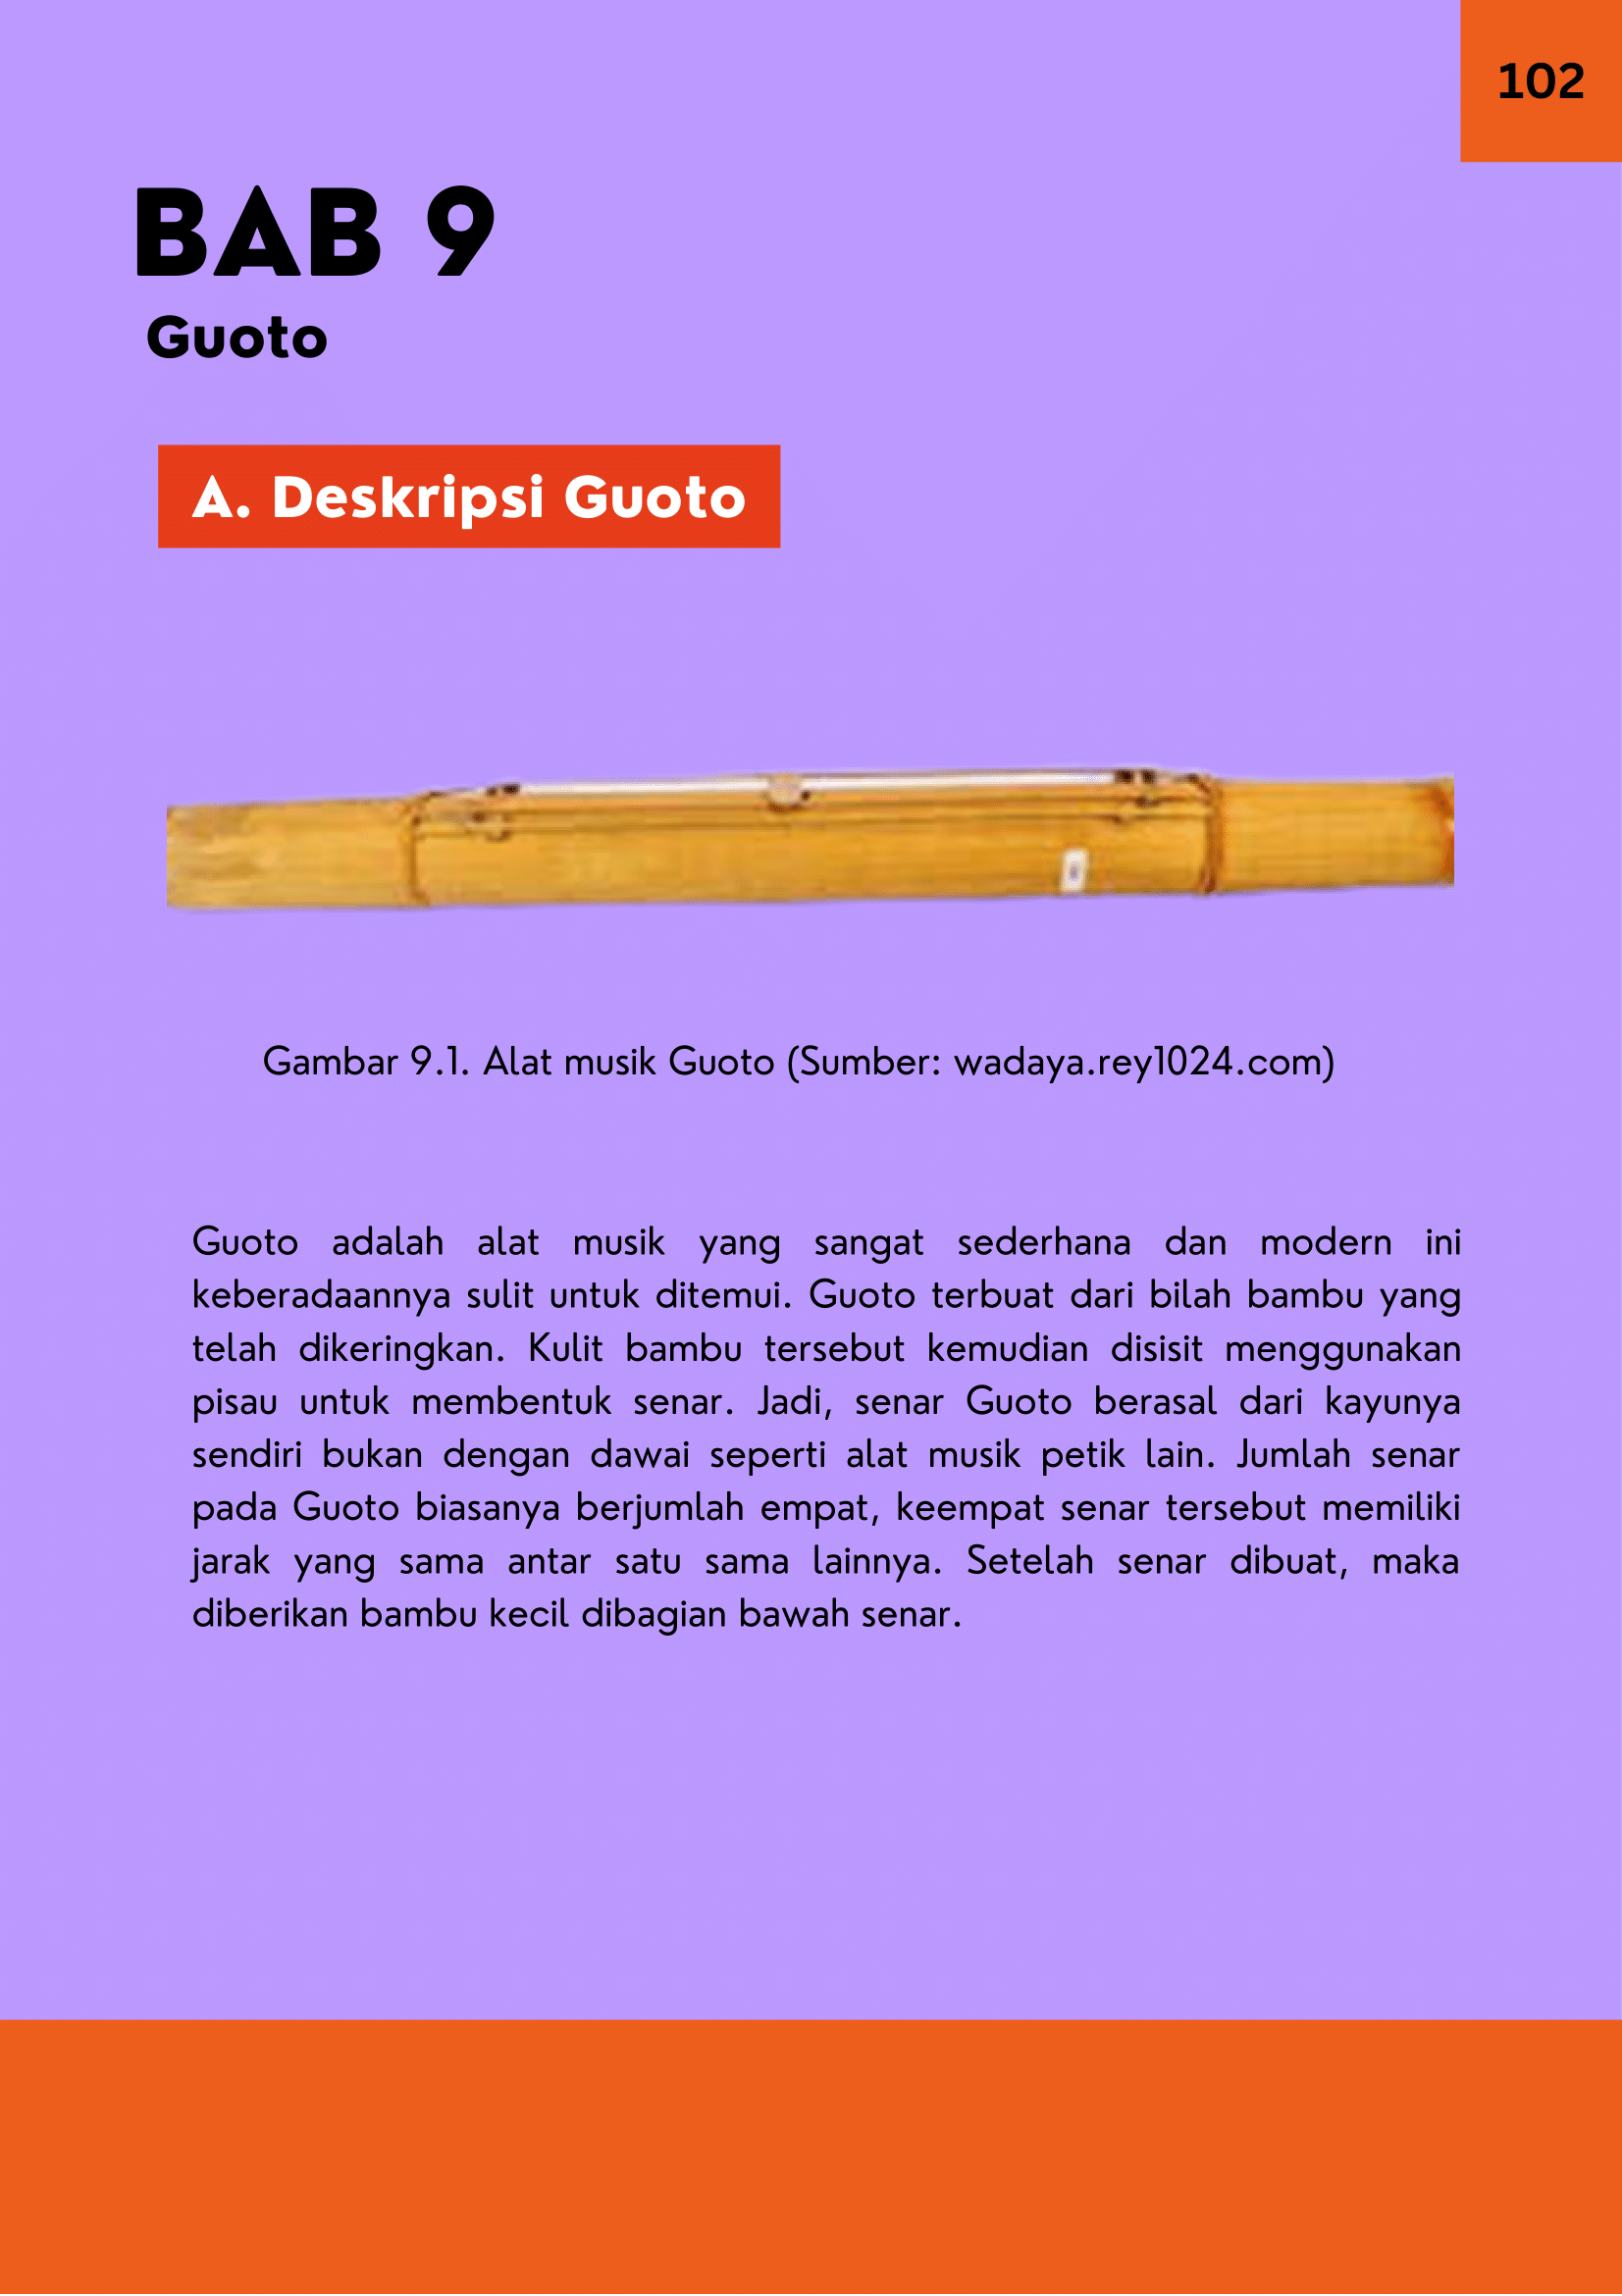 102
BAB 9
Guoto
A. Deskripsi Guoto
Gambar 9.1. Alat musik Guoto (Sumber: wadaya.rey1024.com)
Guoto adalah alat musik yang sangat sederhana dan modern ini
keberadaannya sulit untuk ditemui. Guoto terbuat dari bilah bambu yang
telah dikeringkan. Kulit bambu tersebut kemudian disisit menggunakan
pisau untuk membentuk senar. Jadi, senar Guoto berasal dari kayunya
sendiri bukan dengan dawai seperti alat musik petik lain. Jumlah senar
pada Guoto biasanya berjumlah empat, keempat senar tersebut memiliki
jarak yang sama antar satu sama lainnya. Setelah senar dibuat, maka
diberikan bambu kecil dibagian bawah senar.